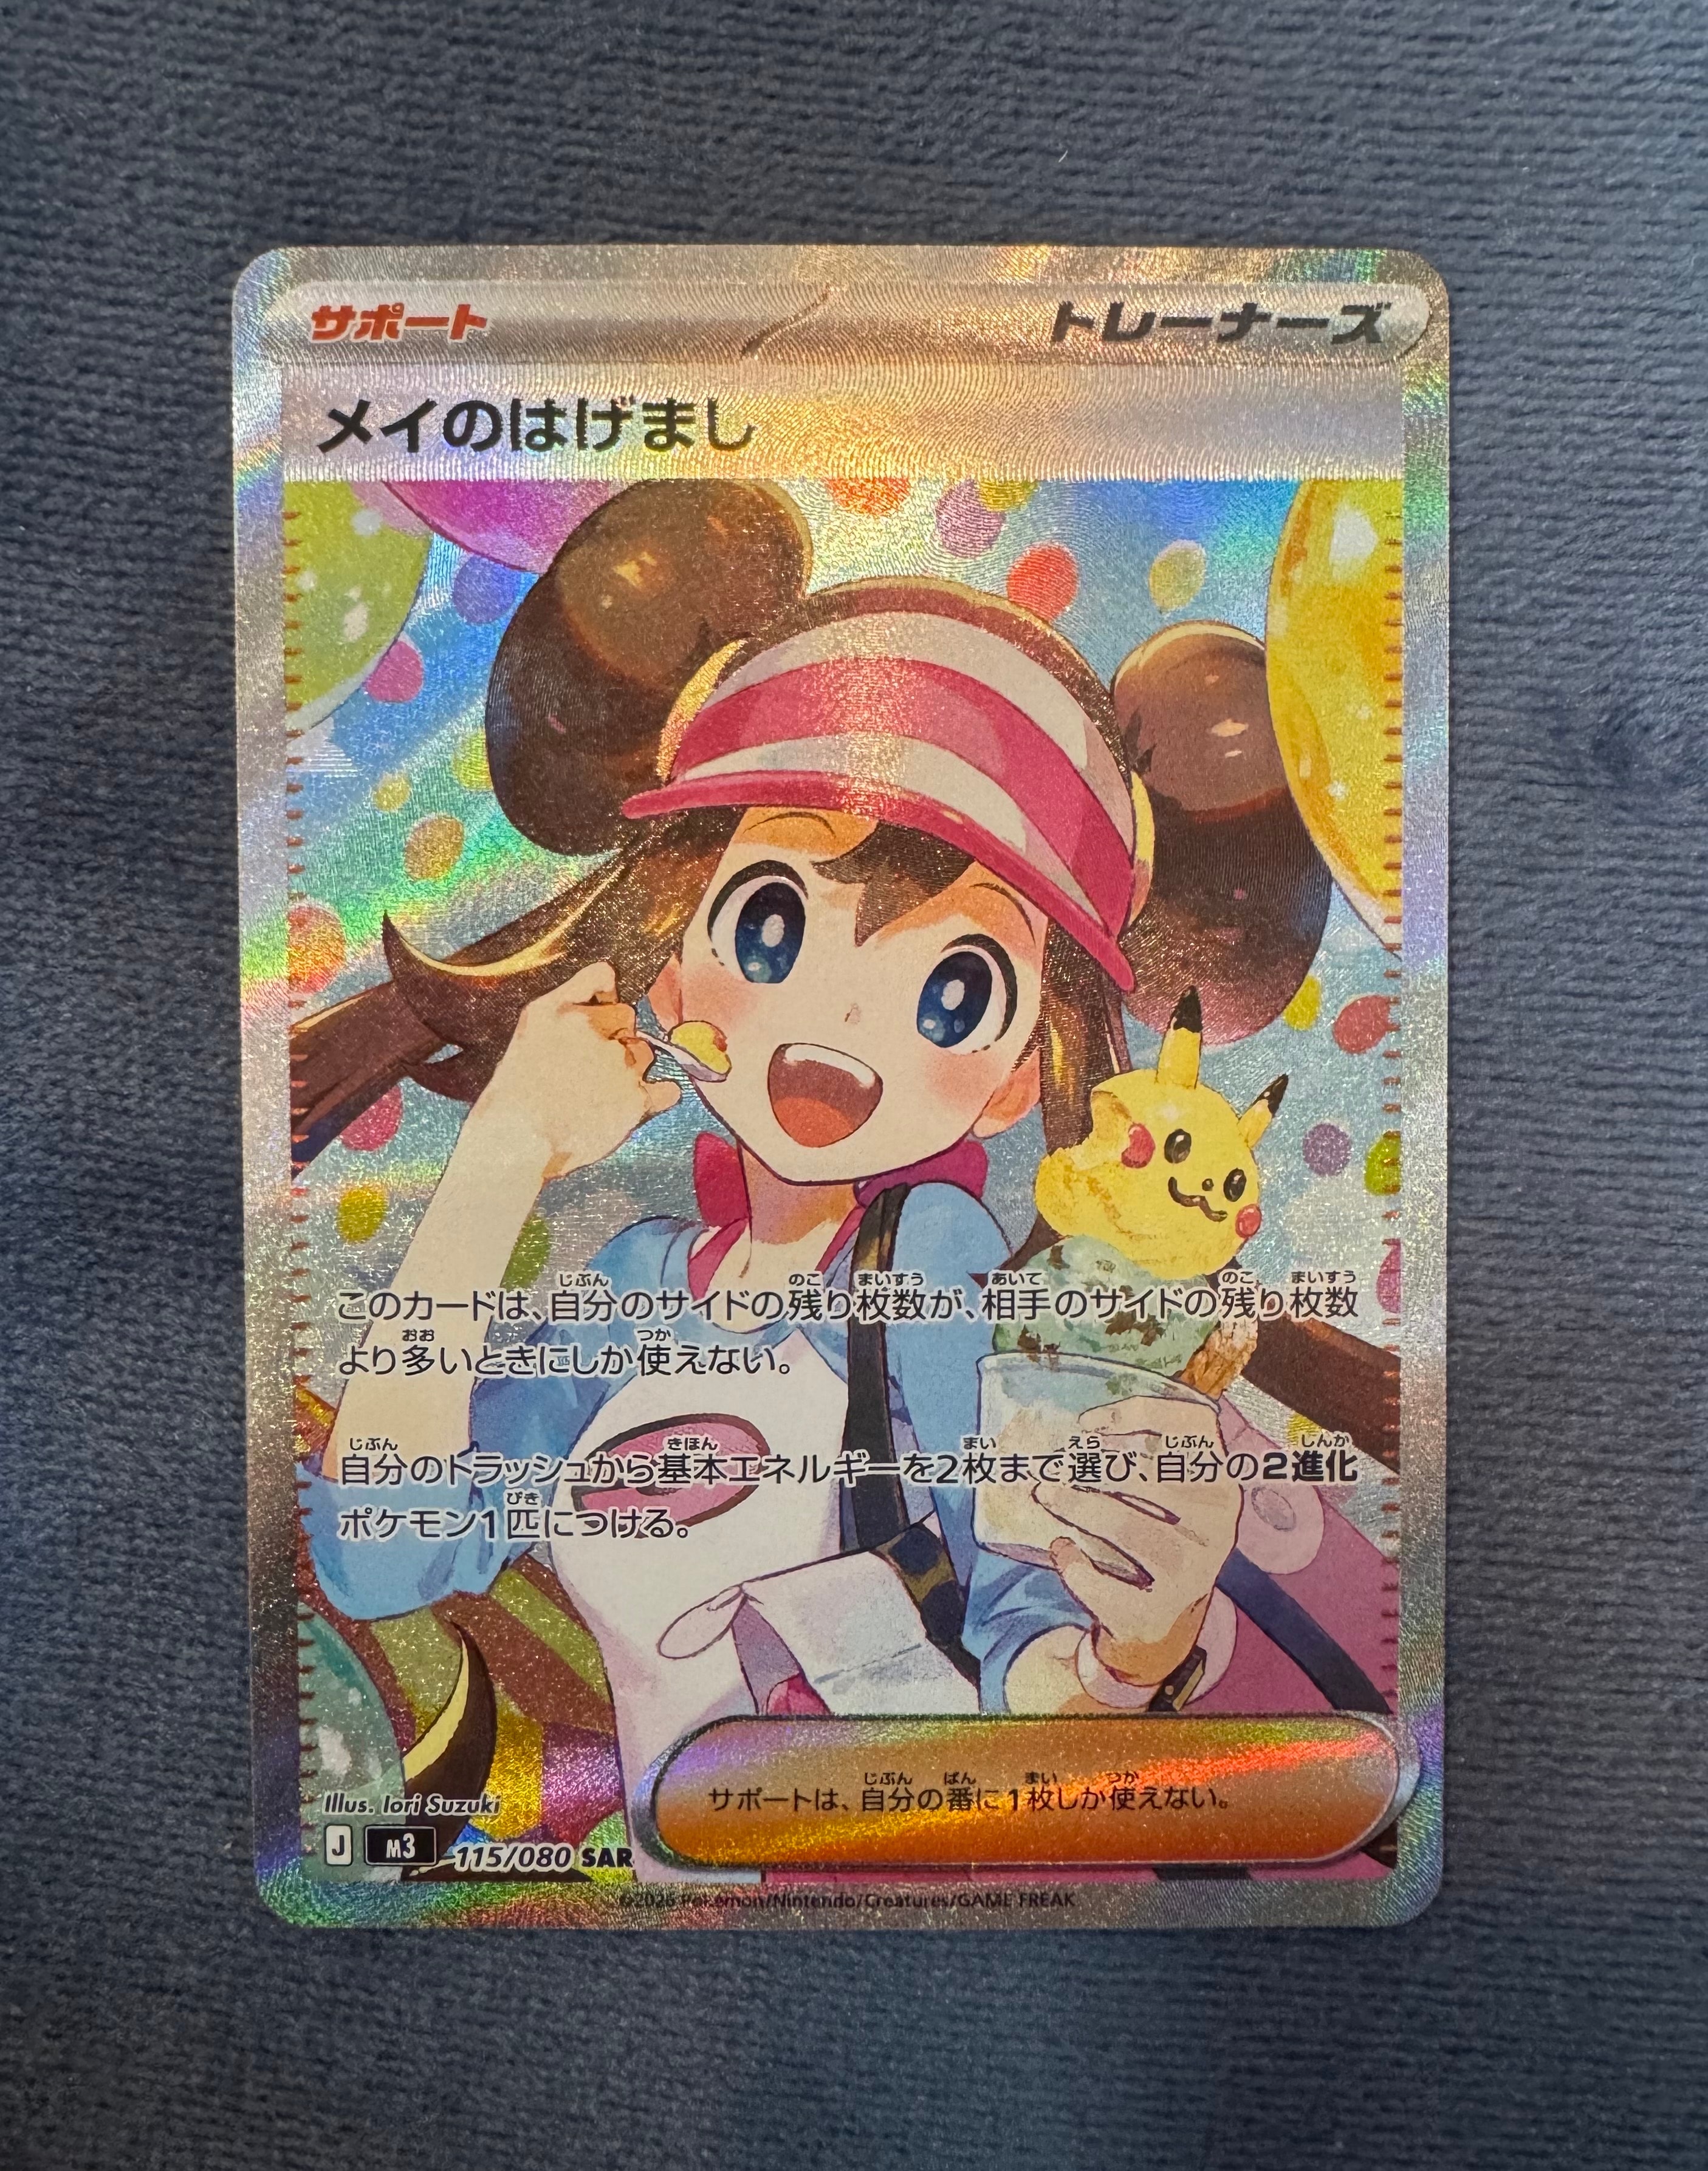 サポート
トレーナーズ
メイのはげまし
このカードは、自分のサイドの残り枚数が、相手のサイドの残り枚数
より多いときにしか使えない。
自分のトラッシュから基本エネルギーを2枚まで選び、自分の2進化
ポケモン1匹につける。
サポートは、自分の番に1枚しか使えない。
Illus. Iori Suzuki
J M3 115/080 SAR
©2026 Pokémon/Nintendo/Creatures/GAME FREAK